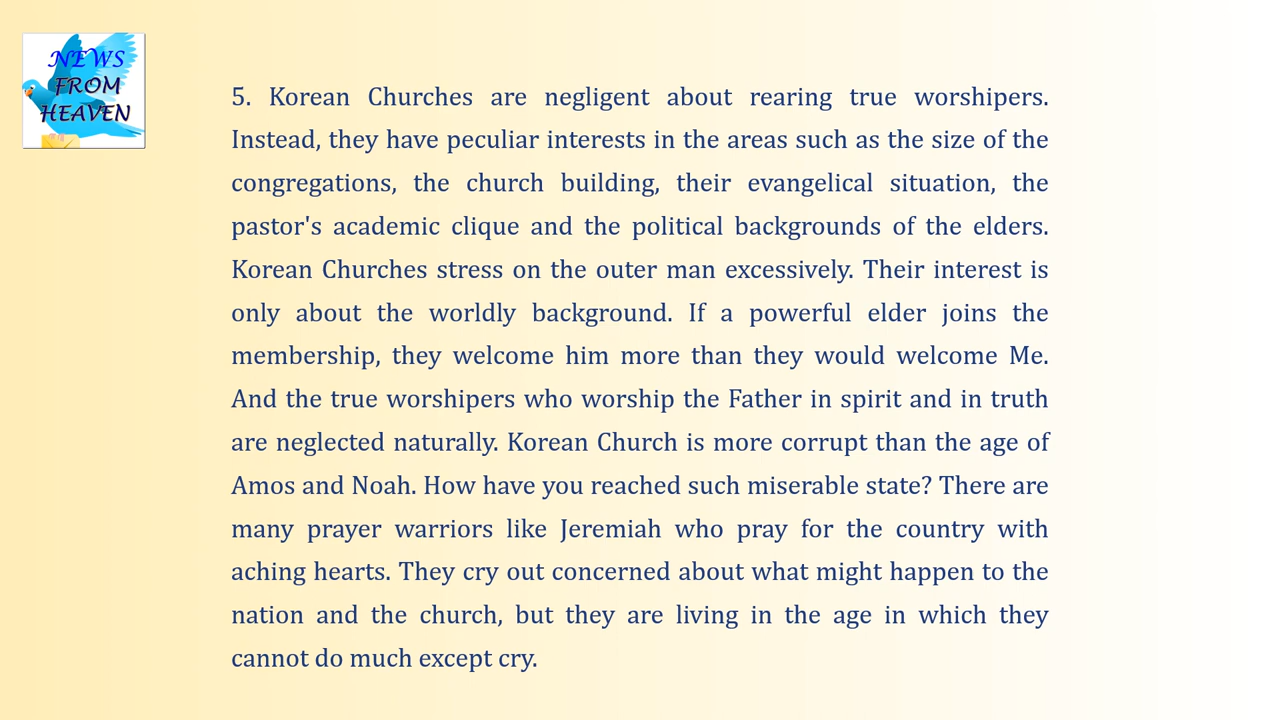 NEWS
FROM
HEAVEN
5. Korean Churches are negligent about rearing true worshipers.
Instead, they have peculiar interests in the areas such as the size of the
congregations, the church building, their evangelical situation, the
pastor's academic clique and the political backgrounds of the elders.
Korean Churches stress on the outer man excessively. Their interest is
only about the worldly background. If a powerful elder joins the
membership, they welcome him more than they would welcome Me.
And the true worshipers who worship the Father in spirit and in truth
are neglected naturally. Korean Church is more corrupt than the age of
Amos and Noah. How have you reached such miserable state? There are
many prayer warriors like Jeremiah who pray for the country with
aching hearts. They cry out concerned about what might happen to the
nation and the church, but they are living in the age in which they
cannot do much except cry.